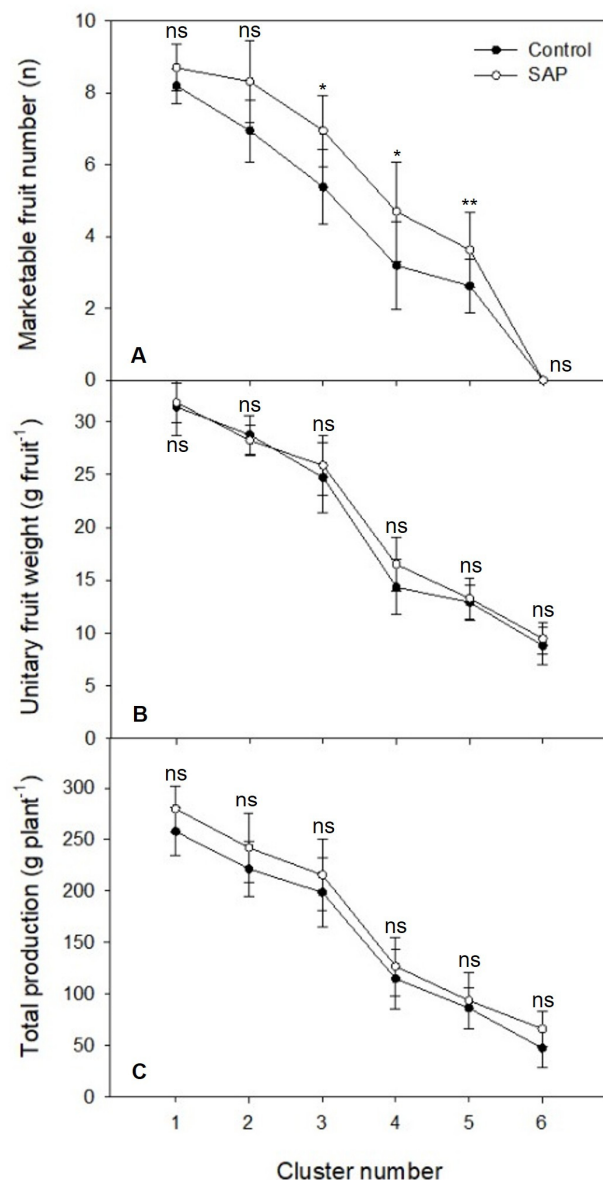 10
ns
ns
Control
SAP
8
*
6
*
**
4
2
Marketable fruit number (n)
A
0
ns
30
ns
ns
ns
25
20
ns
ns
15
ns
10
5
Unitary fruit weight (g fruit⁻¹)
B
0
ns
300
ns
250
ns
200
150
ns
ns
100
ns
50
Total production (g plant⁻¹)
C
0
1 2 3 4 5 6
Cluster number